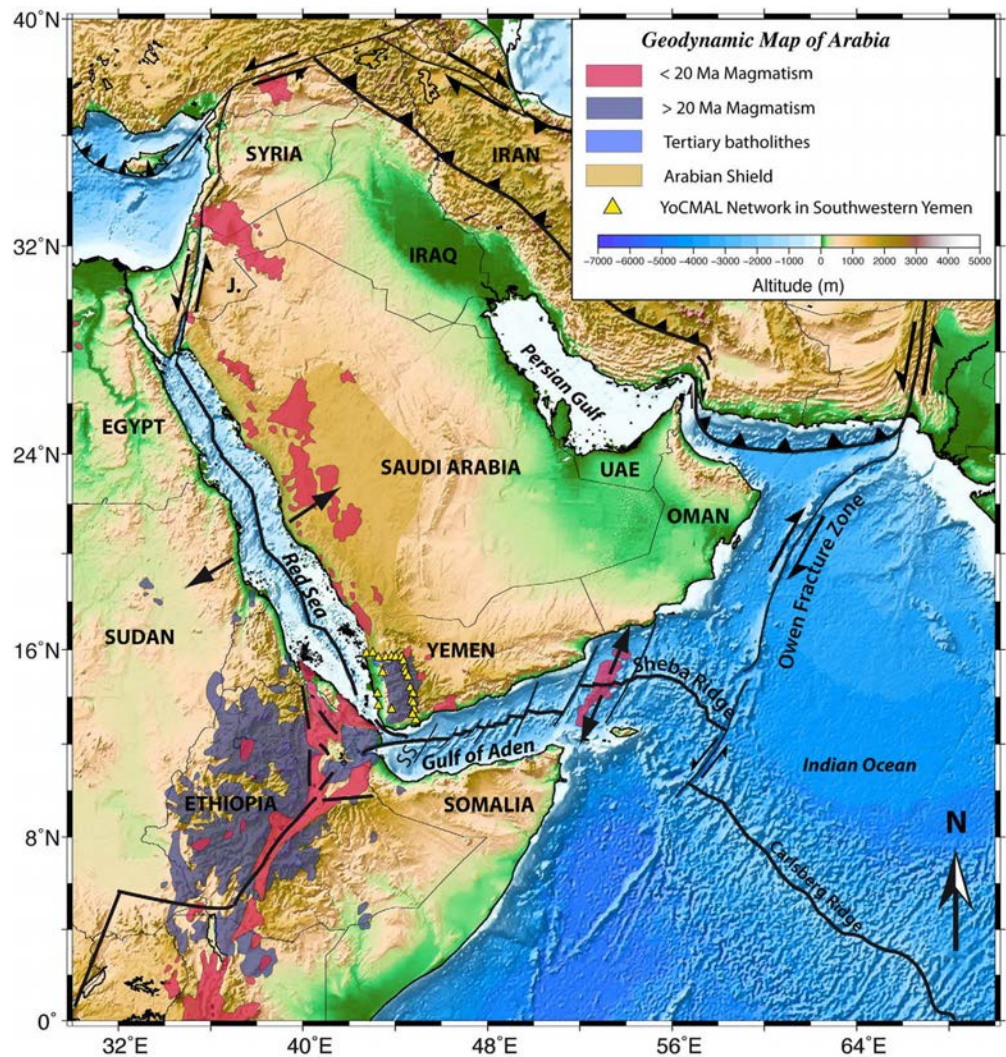 Geodynamic Map of Arabia
< 20 Ma Magmatism
> 20 Ma Magmatism
Tertiary batholithes
Arabian Shield
YoCMAL Network in Southwestern Yemen
-7000 -6000 -5000 -4000 -3000 -2000 -1000 0 1000 2000 3000 4000 5000
Altitude (m)
40°N
32°N
24°N
16°N
8°N
0°
32°E
40°E
48°E
56°E
64°E
SYRIA
IRAN
IRAQ
J.
Persian Gulf
EGYPT
SAUDI ARABIA
UAE
OMAN
Red Sea
Owen Fracture Zone
SUDAN
YEMEN
Sheba Ridge
Gulf of Aden
Indian Ocean
ETHIOPIA
SOMALIA
N
Carlsberg Ridge